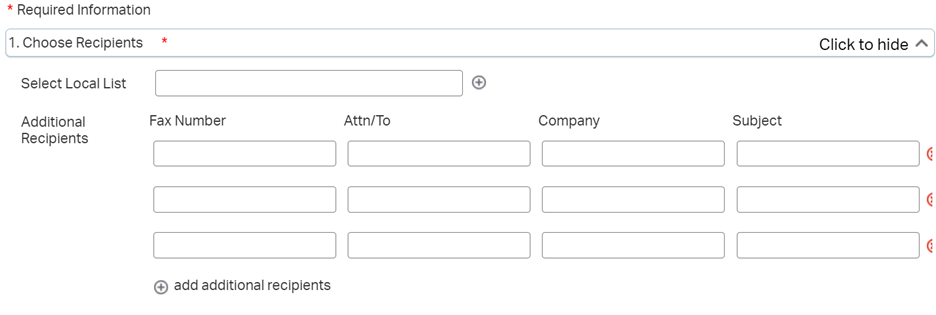 * Required Information
1. Choose Recipients *
Click to hide
Select Local List
Additional
Recipients
Fax Number
Attn/To
Company
Subject
add additional recipients